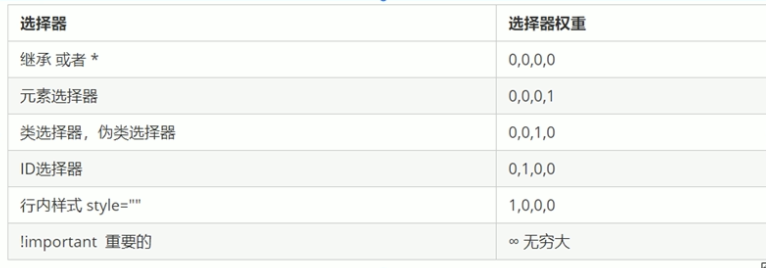 选择器 选择器权重
继承 或者 * 0,0,0,0
元素选择器 0,0,0,1
类选择器，伪类选择器 0,0,1,0
ID选择器 0,1,0,0
行内样式 style="" 1,0,0,0
!important 重要的 ∞ 无穷大